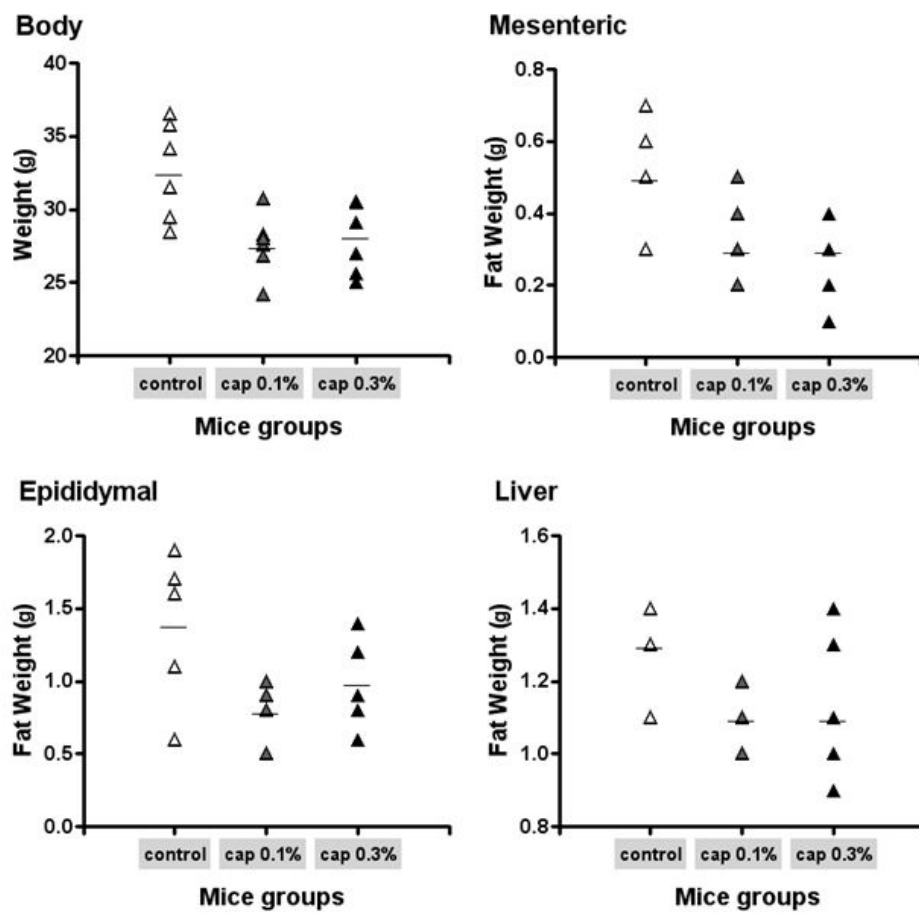 Body
Weight (g)
40
35
30
25
20
control cap 0.1% cap 0.3%
Mice groups
Mesenteric
Fat Weight (g)
0.8
0.6
0.4
0.2
0.0
control cap 0.1% cap 0.3%
Mice groups
Epididymal
Fat Weight (g)
2.0
1.5
1.0
0.5
0.0
control cap 0.1% cap 0.3%
Mice groups
Liver
Fat Weight (g)
1.6
1.4
1.2
1.0
0.8
control cap 0.1% cap 0.3%
Mice groups